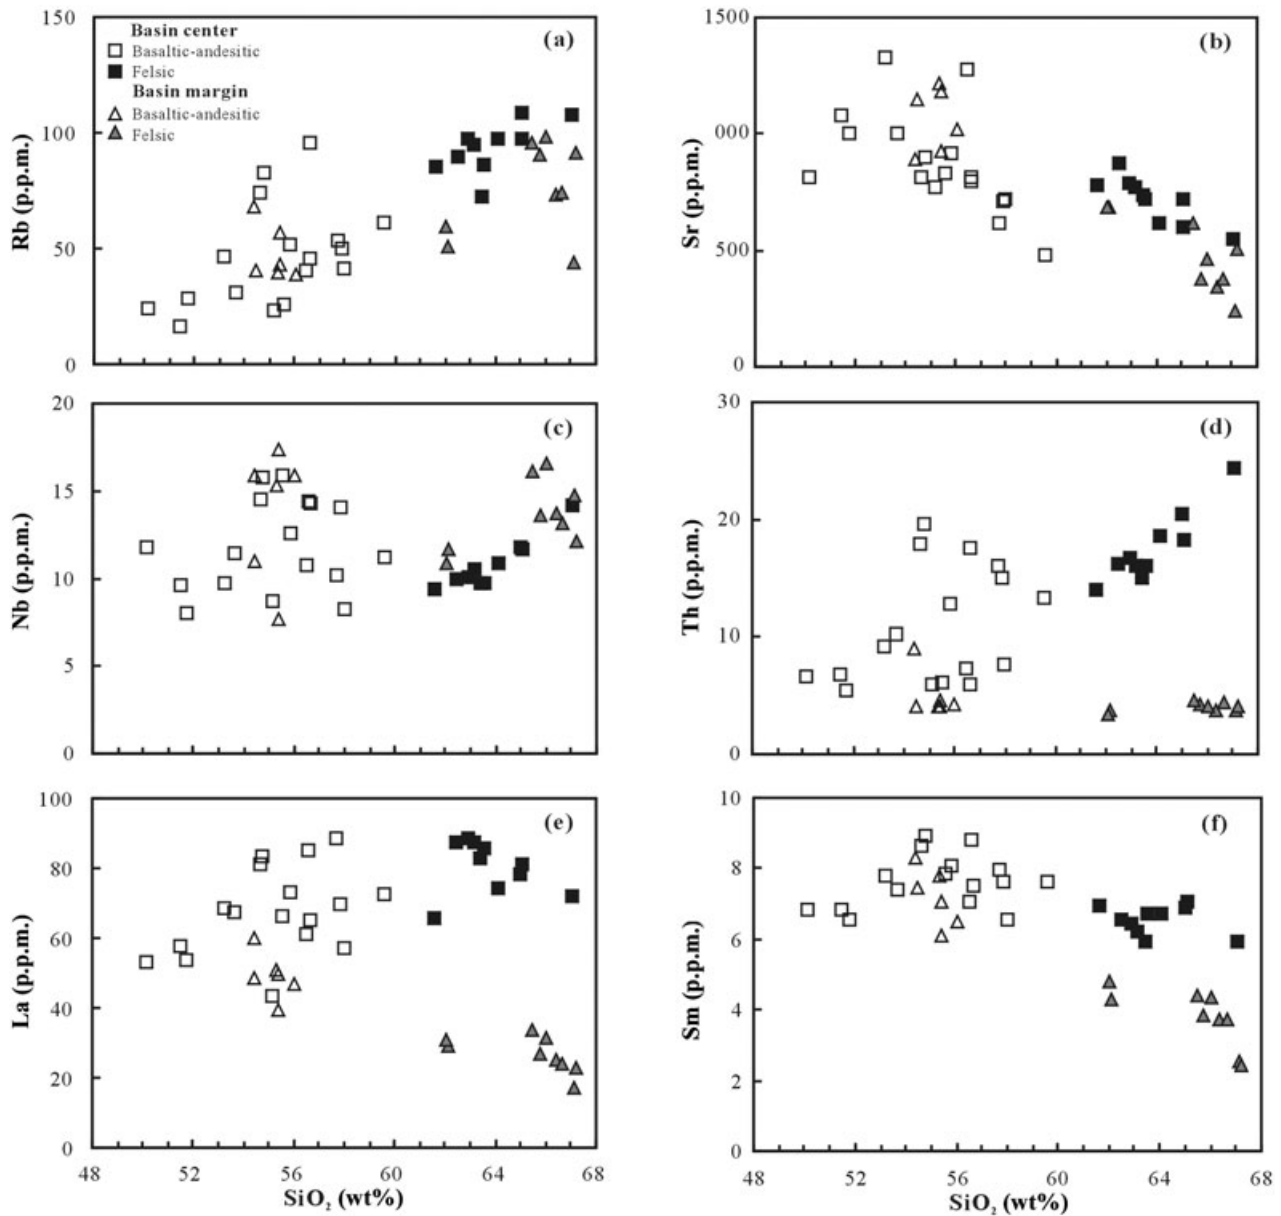 150
Basin center
Basaltic-andesitic
Felsic
Basin margin
Basaltic-andesitic
Felsic
(a)
100
50
0
Rb (p.p.m.)
1500
(b)
000
500
0
Sr (p.p.m.)
20
(c)
15
10
5
0
Nb (p.p.m.)
30
(d)
20
10
0
Th (p.p.m.)
100
(e)
80
60
40
20
0
La (p.p.m.)
48 52 56 60 64 68
SiO₂ (wt%)
10
(f)
8
6
4
2
0
Sm (p.p.m.)
48 52 56 60 64 68
SiO₂ (wt%)